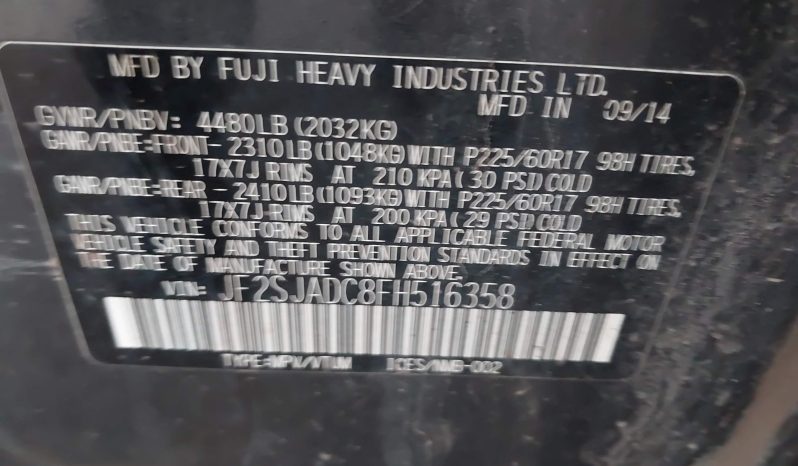 MFD BY FUJI HEAVY INDUSTRIES LTD.
MFD IN 09/14
GVWR/PNBV: 4480LB (2032KG)
GAWR/PNBE:FRONT- 2310LB (1048KG) WITH P225/60R17 98H TIRES,
17X7J RIMS AT 210 KPA ( 30 PSI) COLD
GAWR/PNBE:REAR - 2410LB (1093KG) WITH P225/60R17 98H TIRES,
17X7J RIMS AT 200 KPA ( 29 PSI) COLD
THIS VEHICLE CONFORMS TO ALL APPLICABLE FEDERAL MOTOR
VEHICLE SAFETY AND THEFT PREVENTION STANDARDS IN EFFECT ON
THE DATE OF MANUFACTURE SHOWN ABOVE.
VIN: JF2SJADC8FH516358
TYPE:MPV/VTUM ICES/NMB-002